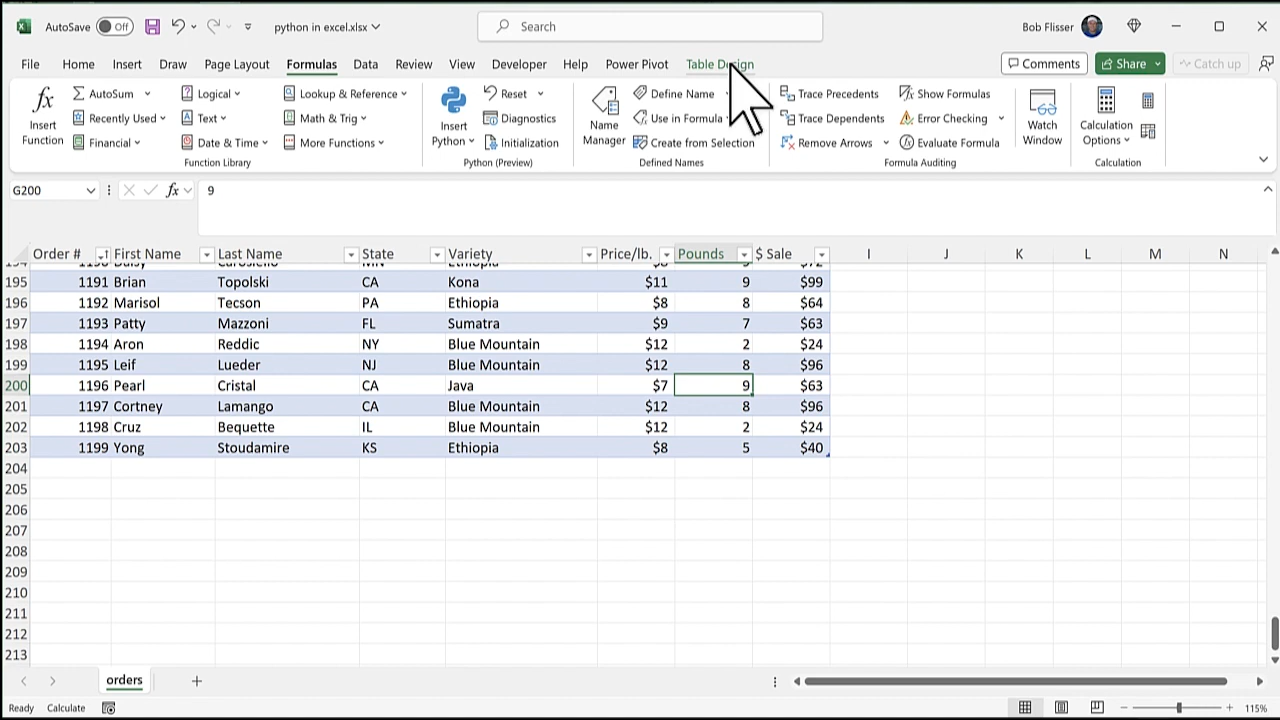 AutoSave Off python in excel.xlsx Search Bob Flisser
File Home Insert Draw Page Layout Formulas Data Review View Developer Help Power Pivot Table Design Comments Share Catch up
Insert Function
AutoSum
Recently Used
Financial
Logical
Text
Date & Time
Lookup & Reference
Math & Trig
More Functions
Function Library
Insert Python
Reset
Diagnostics
Initialization
Python (Preview)
Name Manager
Define Name
Use in Formula
Create from Selection
Defined Names
Trace Precedents
Trace Dependents
Remove Arrows
Show Formulas
Error Checking
Evaluate Formula
Formula Auditing
Watch Window
Calculation Options
Calculation
G200 fx 9
Order # First Name Last Name State Variety Price/lb. Pounds $ Sale I J K L M N
195 1191 Brian Topolski CA Kona $11 9 $99
196 1192 Marisol Tecson PA Ethiopia $8 8 $64
197 1193 Patty Mazzoni FL Sumatra $9 7 $63
198 1194 Aron Reddic NY Blue Mountain $12 2 $24
199 1195 Leif Lueder NJ Blue Mountain $12 8 $96
200 1196 Pearl Cristal CA Java $7 9 $63
201 1197 Cortney Lamango CA Blue Mountain $12 8 $96
202 1198 Cruz Bequette IL Blue Mountain $12 2 $24
203 1199 Yong Stoudamire KS Ethiopia $8 5 $40
204
205
206
207
208
209
210
211
212
213
orders
Ready Calculate 115%